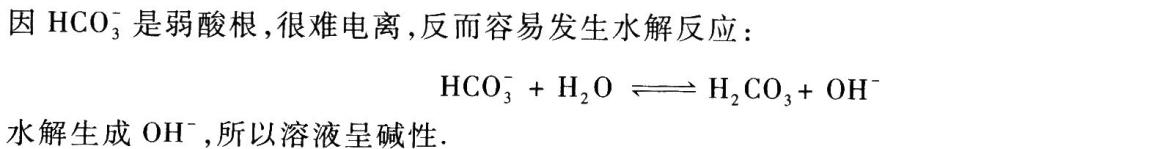 因 HCO₃⁻ 是弱酸根,很难电离,反而容易发生水解反应:
HCO₃⁻ + H₂O ⇌ H₂CO₃ + OH⁻
水解生成 OH⁻,所以溶液呈碱性.